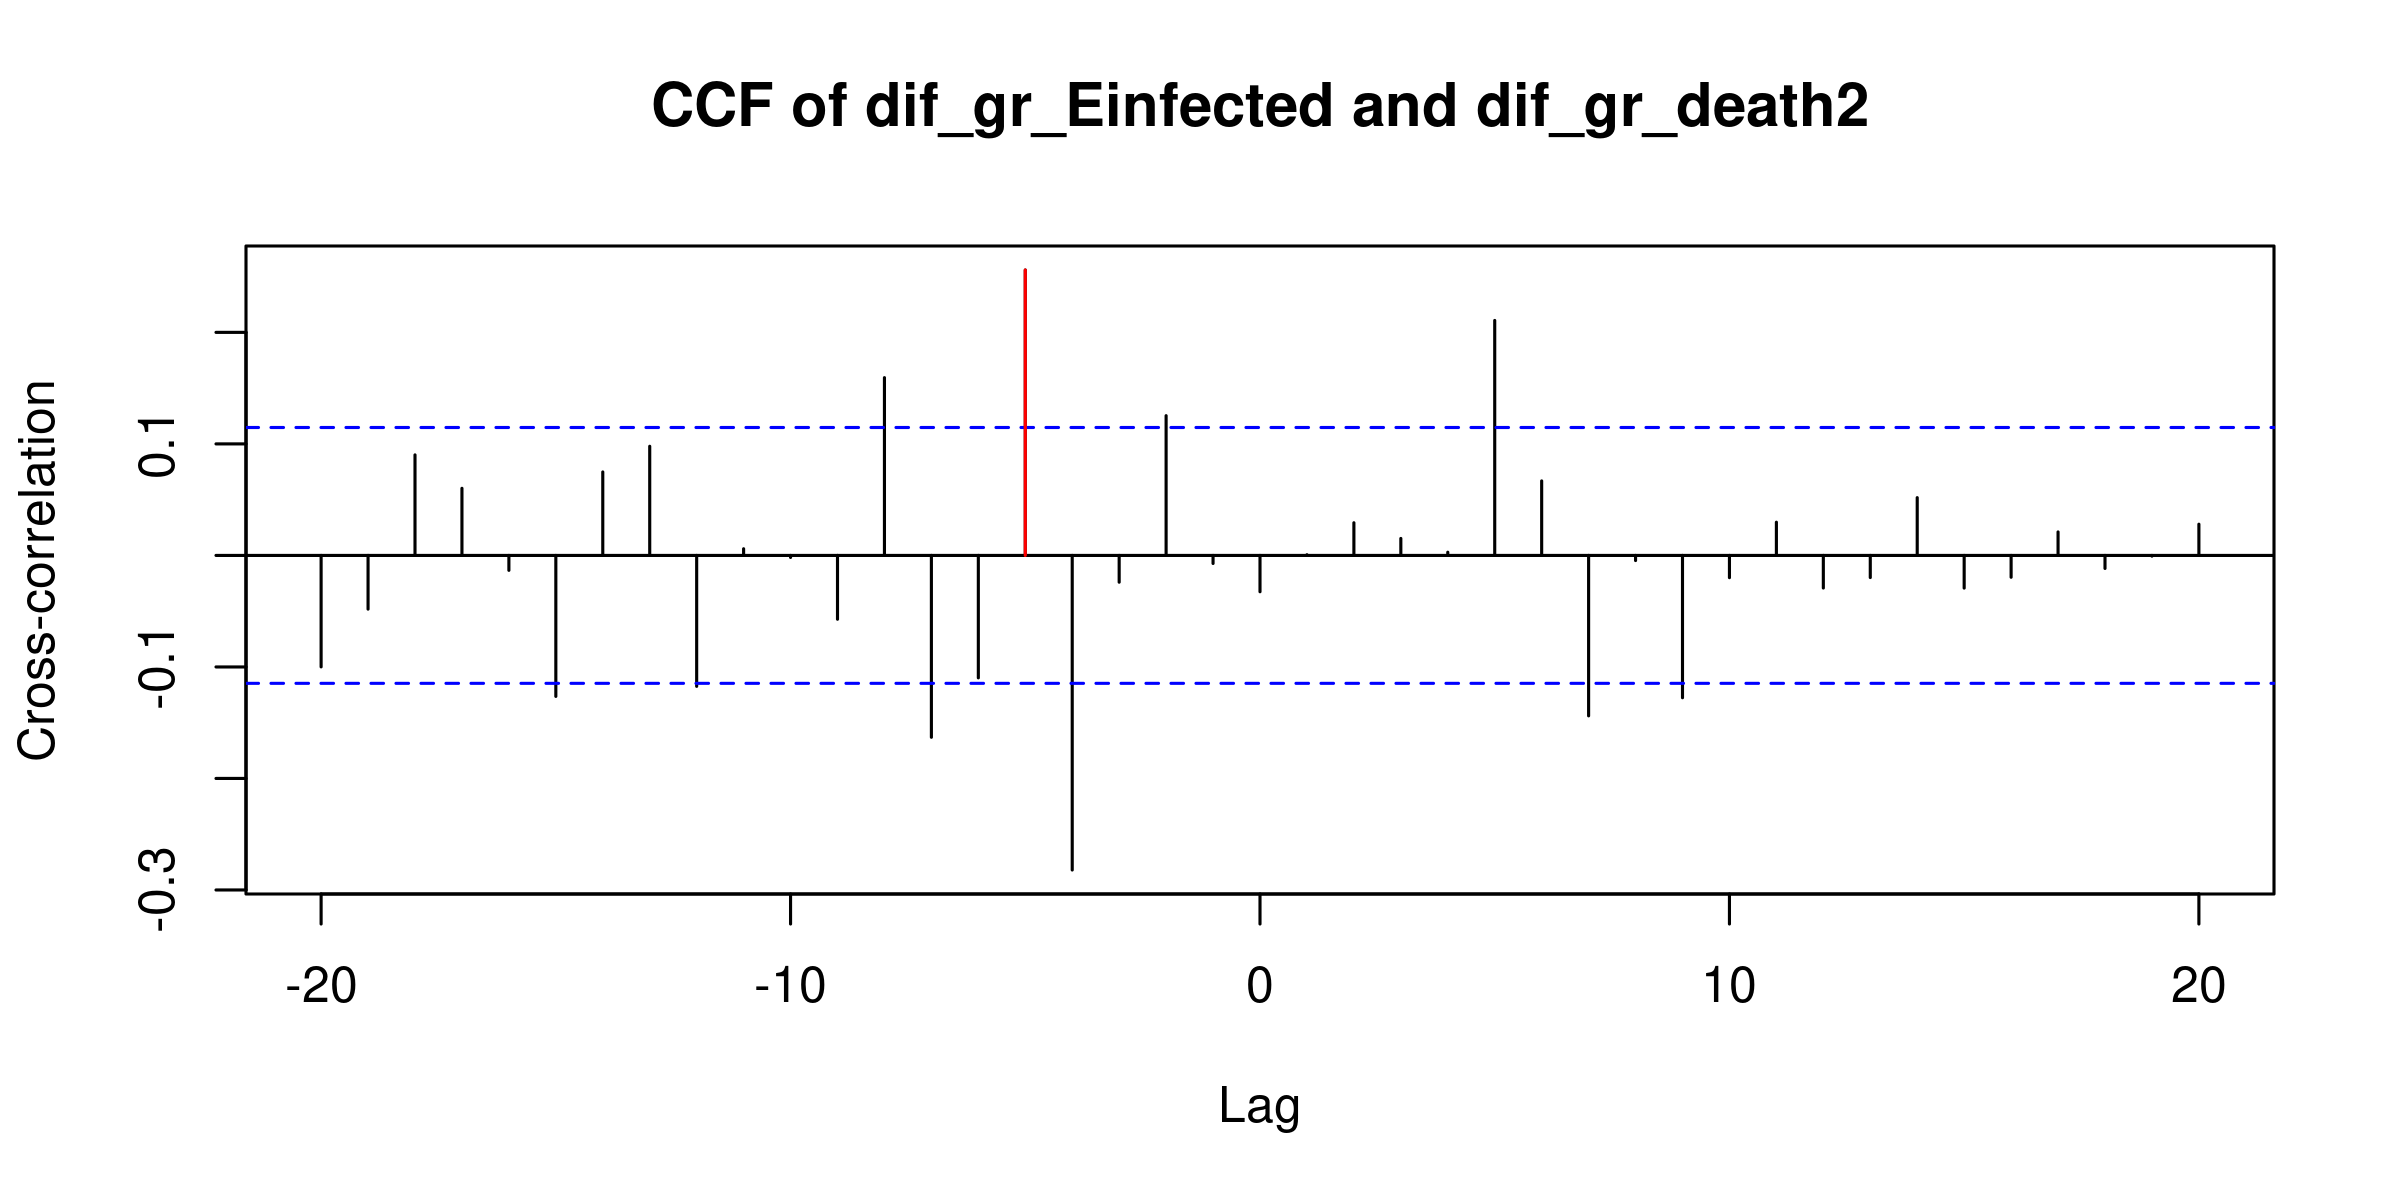 CCF of dif_gr_Einfected and dif_gr_death2
Cross-correlation
0.1
-0.1
-0.3
-20 -10 0 10 20
Lag